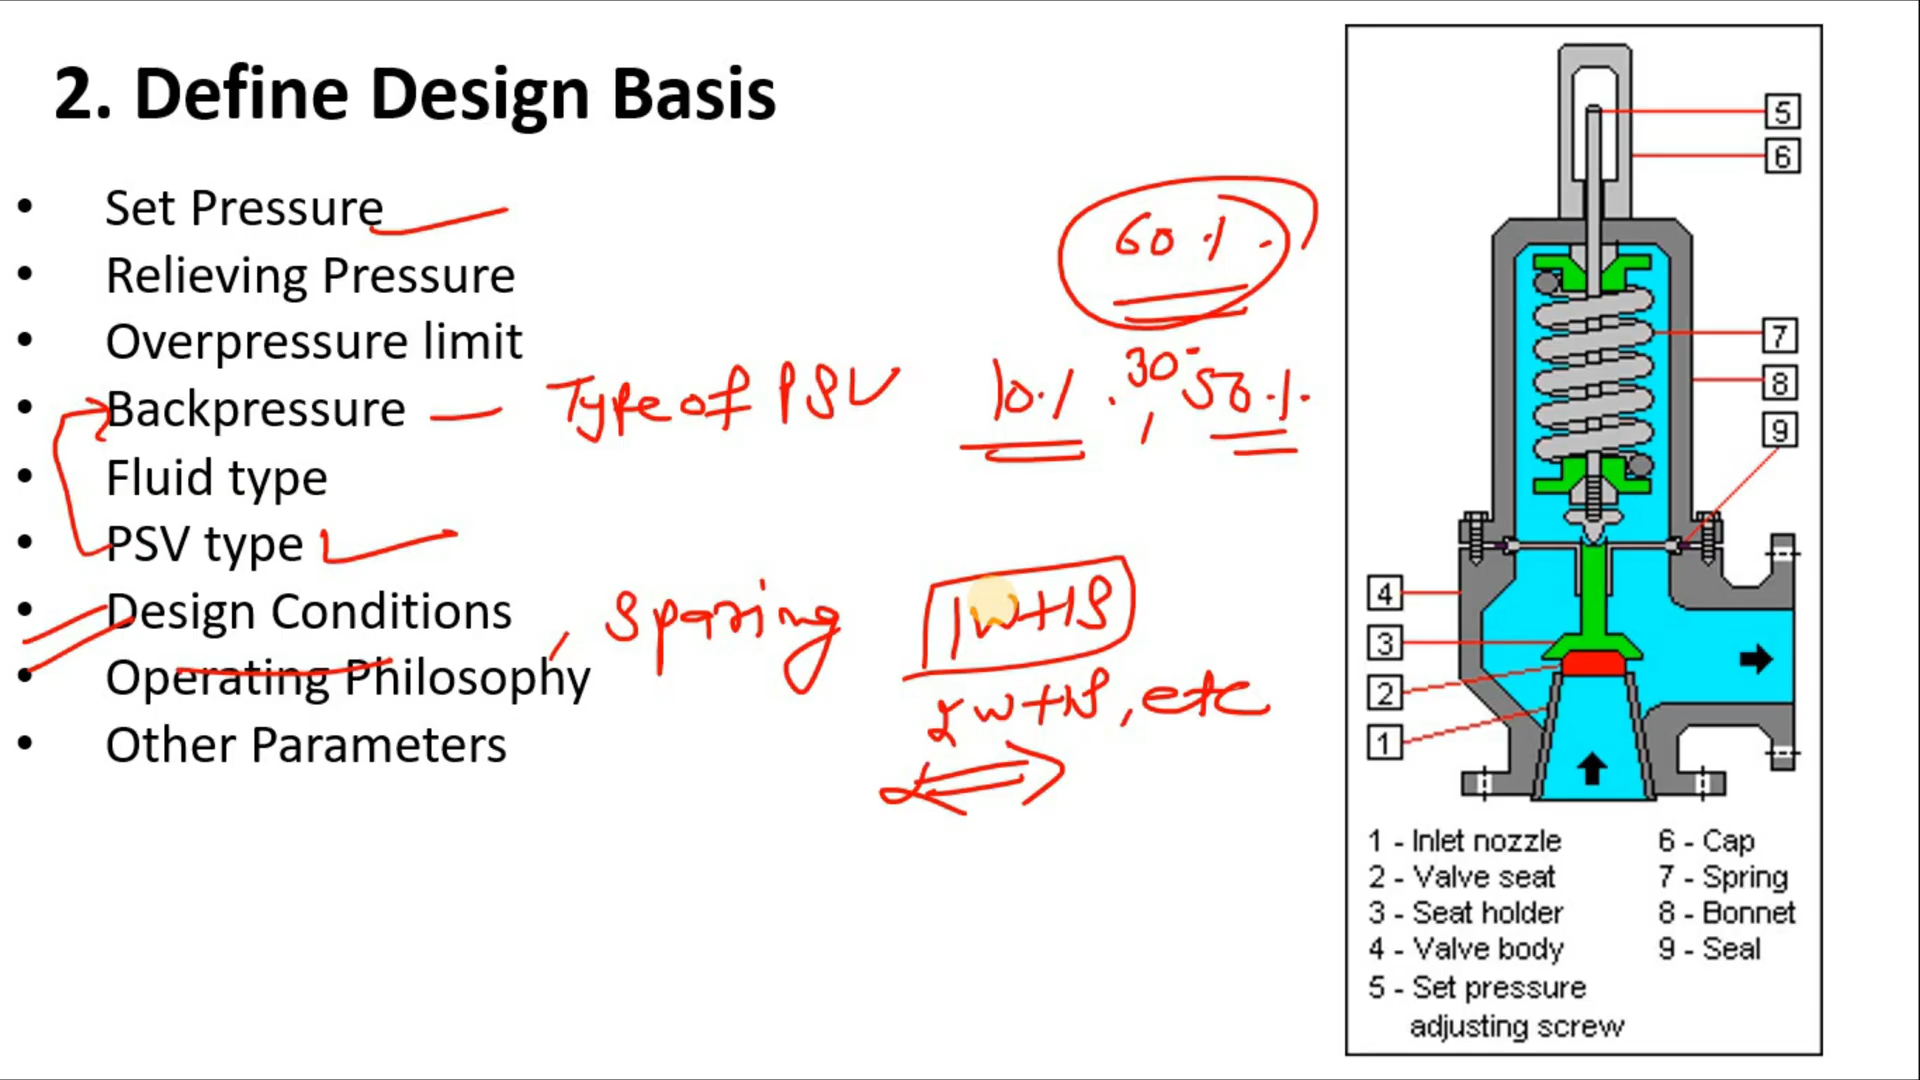 2. Define Design Basis
• Set Pressure
• Relieving Pressure
• Overpressure limit
• Backpressure — Type of PSV 10% , 30- 50%.
60%.
• Fluid type
• PSV type
• Design Conditions
, Sparing 1W+1S
2W+1S, etc
• Operating Philosophy
• Other Parameters
5
6
7
8
9
4
3
2
1
1 - Inlet nozzle
2 - Valve seat
3 - Seat holder
4 - Valve body
5 - Set pressure
adjusting screw
6 - Cap
7 - Spring
8 - Bonnet
9 - Seal